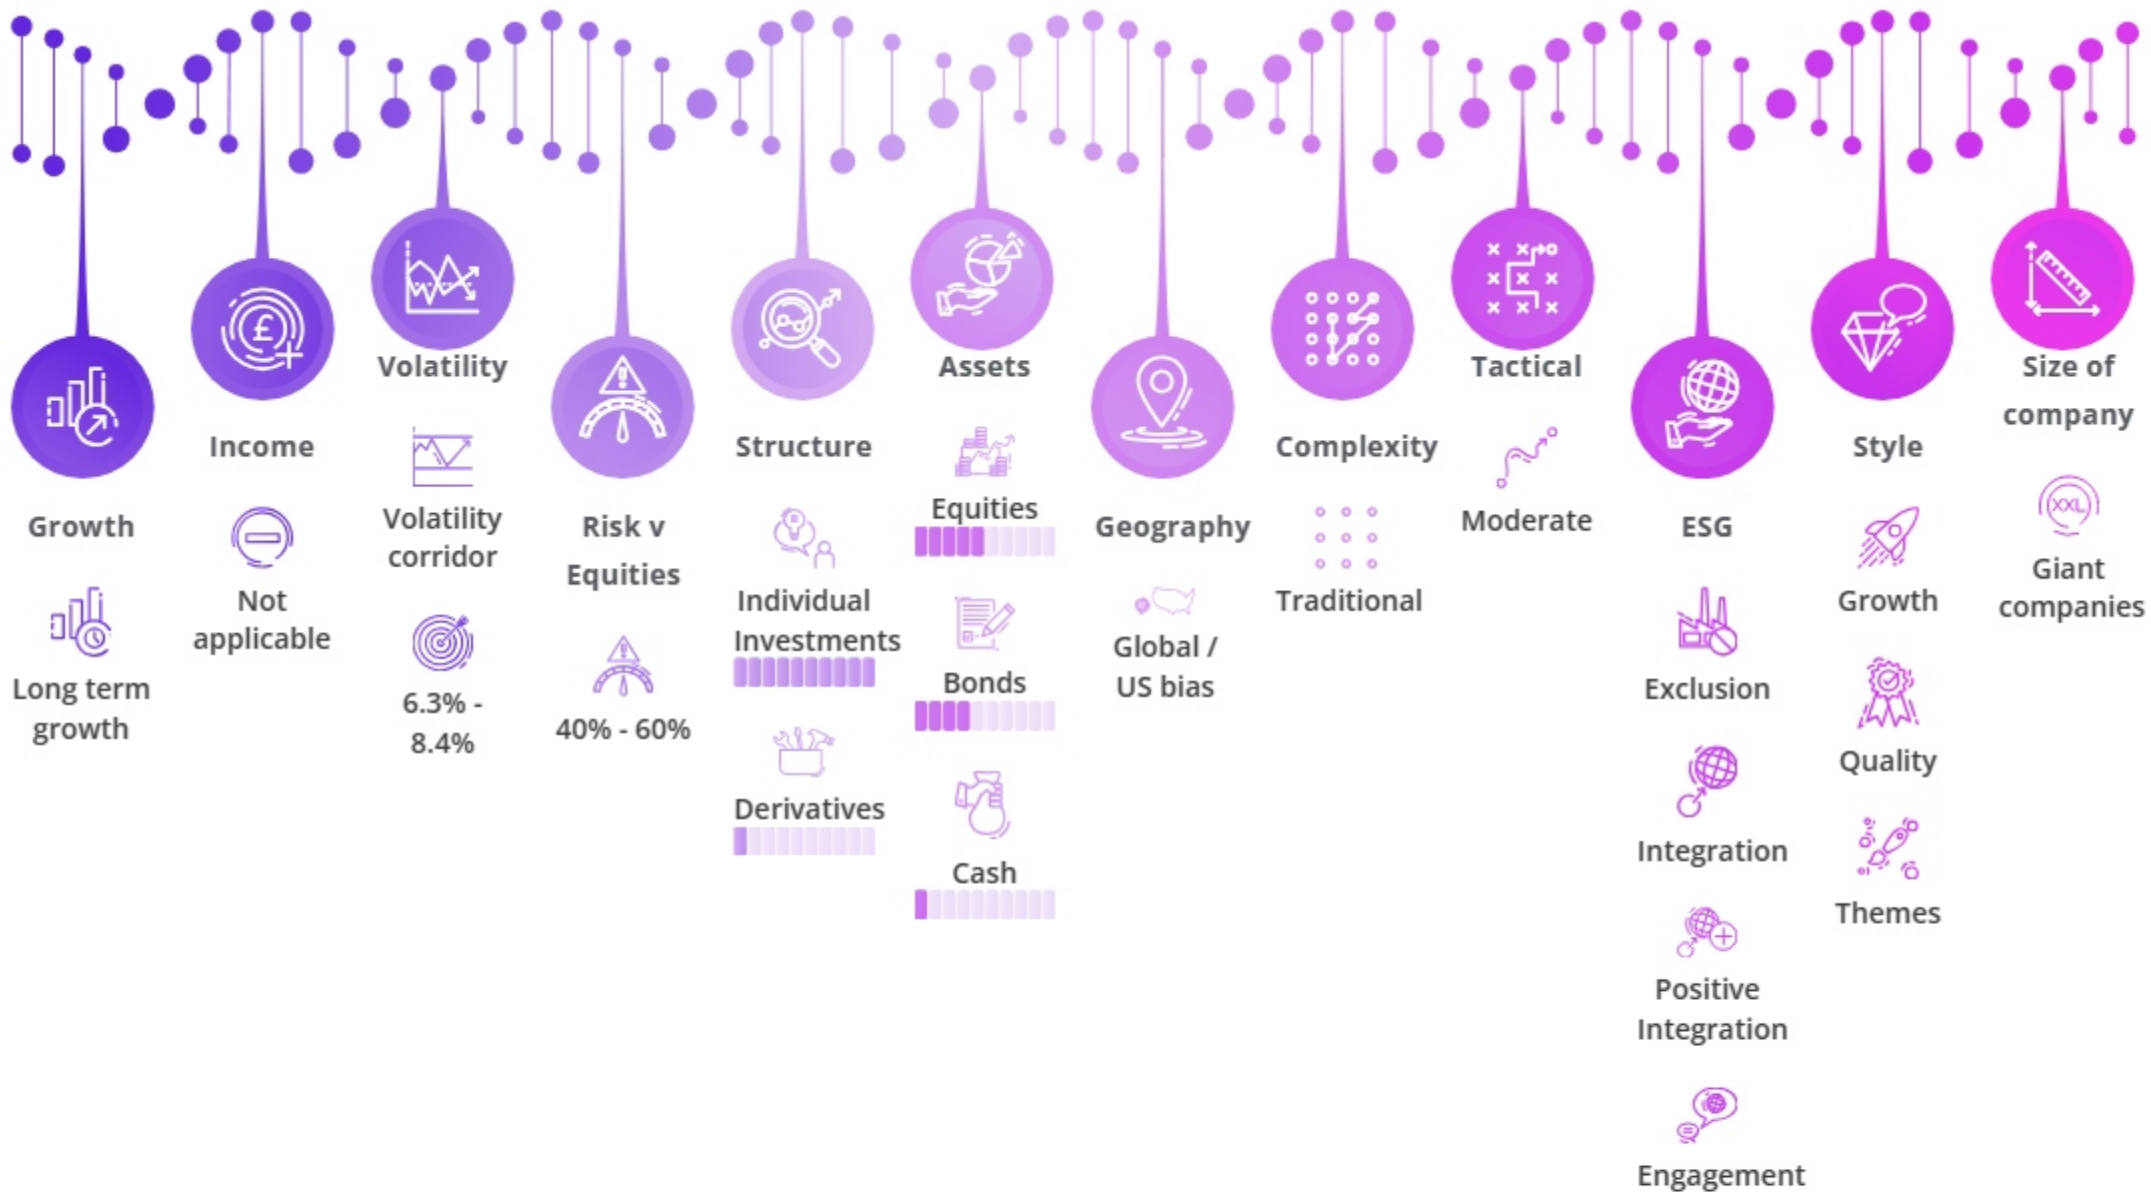 Growth
Long term
growth
Income
Not
applicable
Volatility
Volatility
corridor
6.3% -
8.4%
Risk v
Equities
40% - 60%
Structure
Individual
Investments
Derivatives
Assets
Equities
Bonds
Cash
Geography
Global /
US bias
Complexity
Traditional
Tactical
Moderate
ESG
Exclusion
Integration
Positive
Integration
Engagement
Style
Growth
Quality
Themes
Size of
company
XXL
Giant
companies